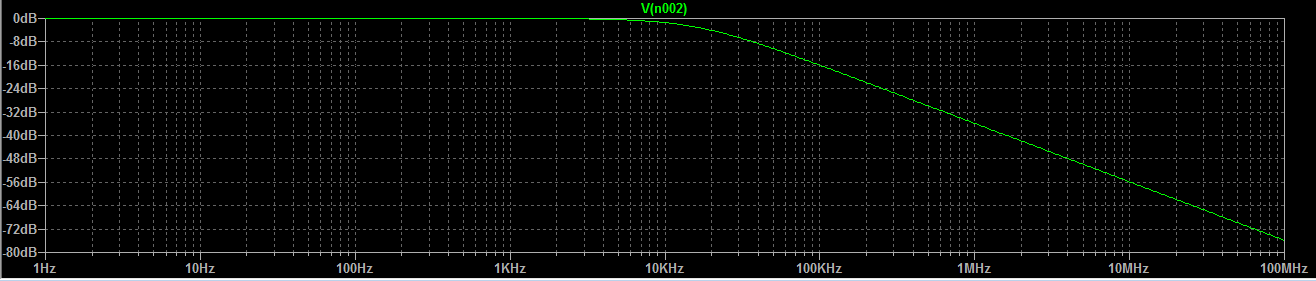 V(n002)
0dB
-8dB
-16dB
-24dB
-32dB
-40dB
-48dB
-56dB
-64dB
-72dB
-80dB
1Hz 10Hz 100Hz 1KHz 10KHz 100KHz 1MHz 10MHz 100MHz